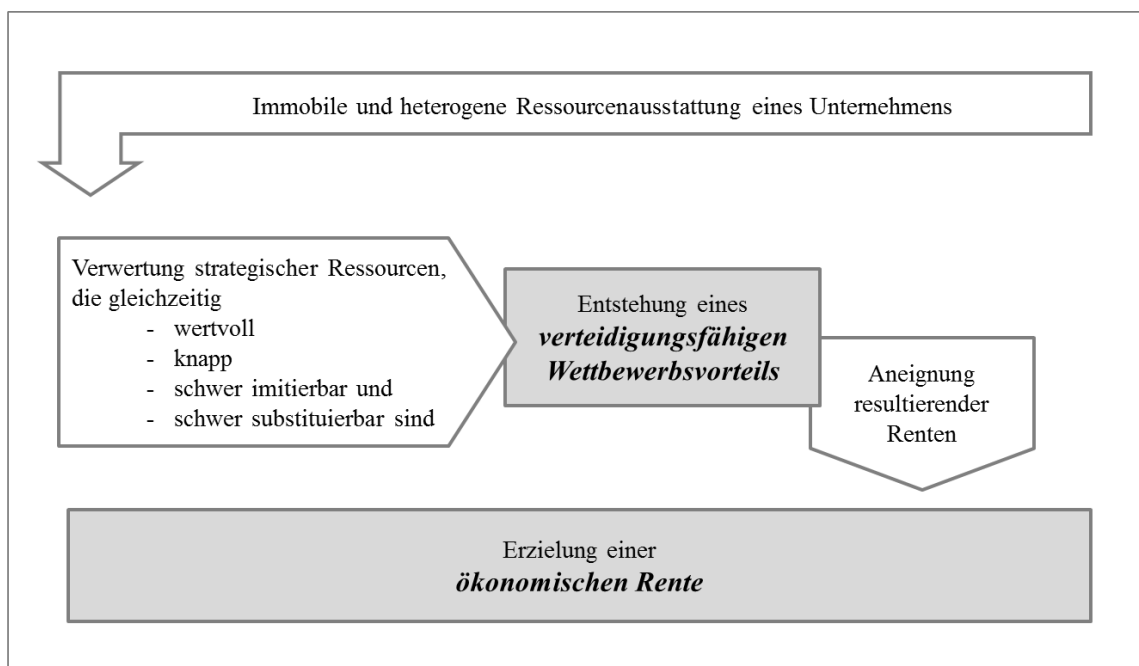 Immobile und heterogene Ressourcenausstattung eines Unternehmens
Verwertung strategischer Ressourcen,
die gleichzeitig
- wertvoll
- knapp
- schwer imitierbar und
- schwer substituierbar sind
Entstehung eines
verteidigungsfähigen
Wettbewerbsvorteils
Aneignung
resultierender
Renten
Erzielung einer
ökonomischen Rente